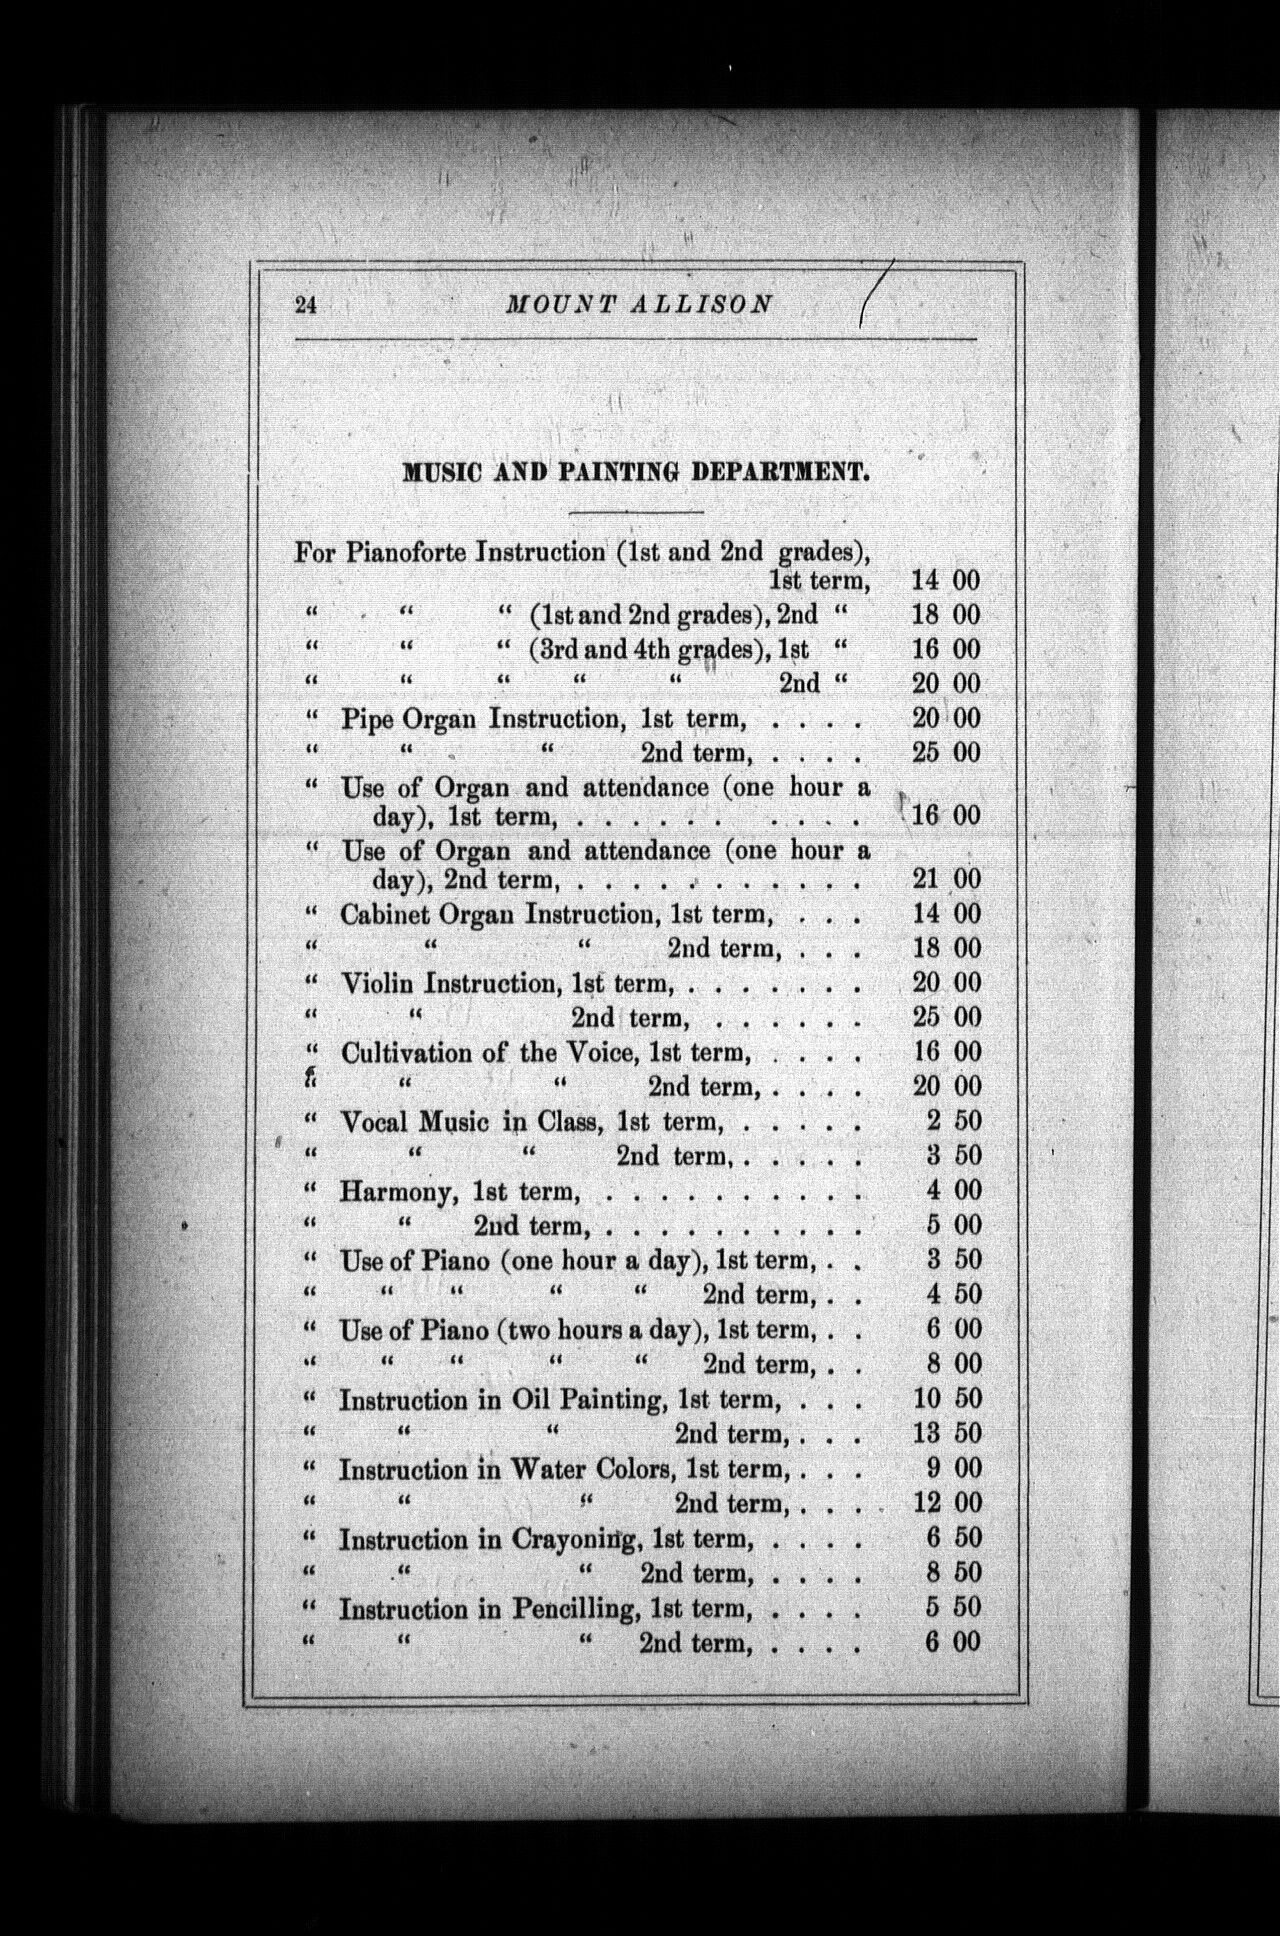 24 MOUNT ALLISON
MUSIC AND PAINTING DEPARTMENT.
For Pianoforte Instruction (1st and 2nd grades),
1st term, 14 00
“ “ “ (1st and 2nd grades), 2nd “ 18 00
“ “ “ (3rd and 4th grades), 1st “ 16 00
“ “ “ “ “ 2nd “ 20 00
“ Pipe Organ Instruction, 1st term, . . . . 20 00
“ “ “ 2nd term, . . . . 25 00
“ Use of Organ and attendance (one hour a
day), 1st term, . . . . . . . . . . 16 00
“ Use of Organ and attendance (one hour a
day), 2nd term, . . . . . . . . . . . 21 00
“ Cabinet Organ Instruction, 1st term, . . . 14 00
“ “ “ 2nd term, . . . 18 00
“ Violin Instruction, 1st term, . . . . . . . 20 00
“ “ 2nd term, . . . . . . 25 00
“ Cultivation of the Voice, 1st term, . . . . 16 00
“ “ “ 2nd term, . . . . 20 00
“ Vocal Music in Class, 1st term, . . . . . 2 50
“ “ “ 2nd term, . . . . . 3 50
“ Harmony, 1st term, . . . . . . . . . . 4 00
“ “ 2nd term, . . . . . . . . . . 5 00
“ Use of Piano (one hour a day), 1st term, . . 3 50
“ “ “ “ “ 2nd term, . . 4 50
“ Use of Piano (two hours a day), 1st term, . . 6 00
“ “ “ “ “ 2nd term, . . 8 00
“ Instruction in Oil Painting, 1st term, . . . 10 50
“ “ “ 2nd term, . . . 13 50
“ Instruction in Water Colors, 1st term, . . . 9 00
“ “ “ 2nd term, . . . 12 00
“ Instruction in Crayoning, 1st term, . . . . 6 50
“ “ “ 2nd term, . . . . 8 50
“ Instruction in Pencilling, 1st term, . . . . 5 50
“ “ “ 2nd term, . . . . 6 00